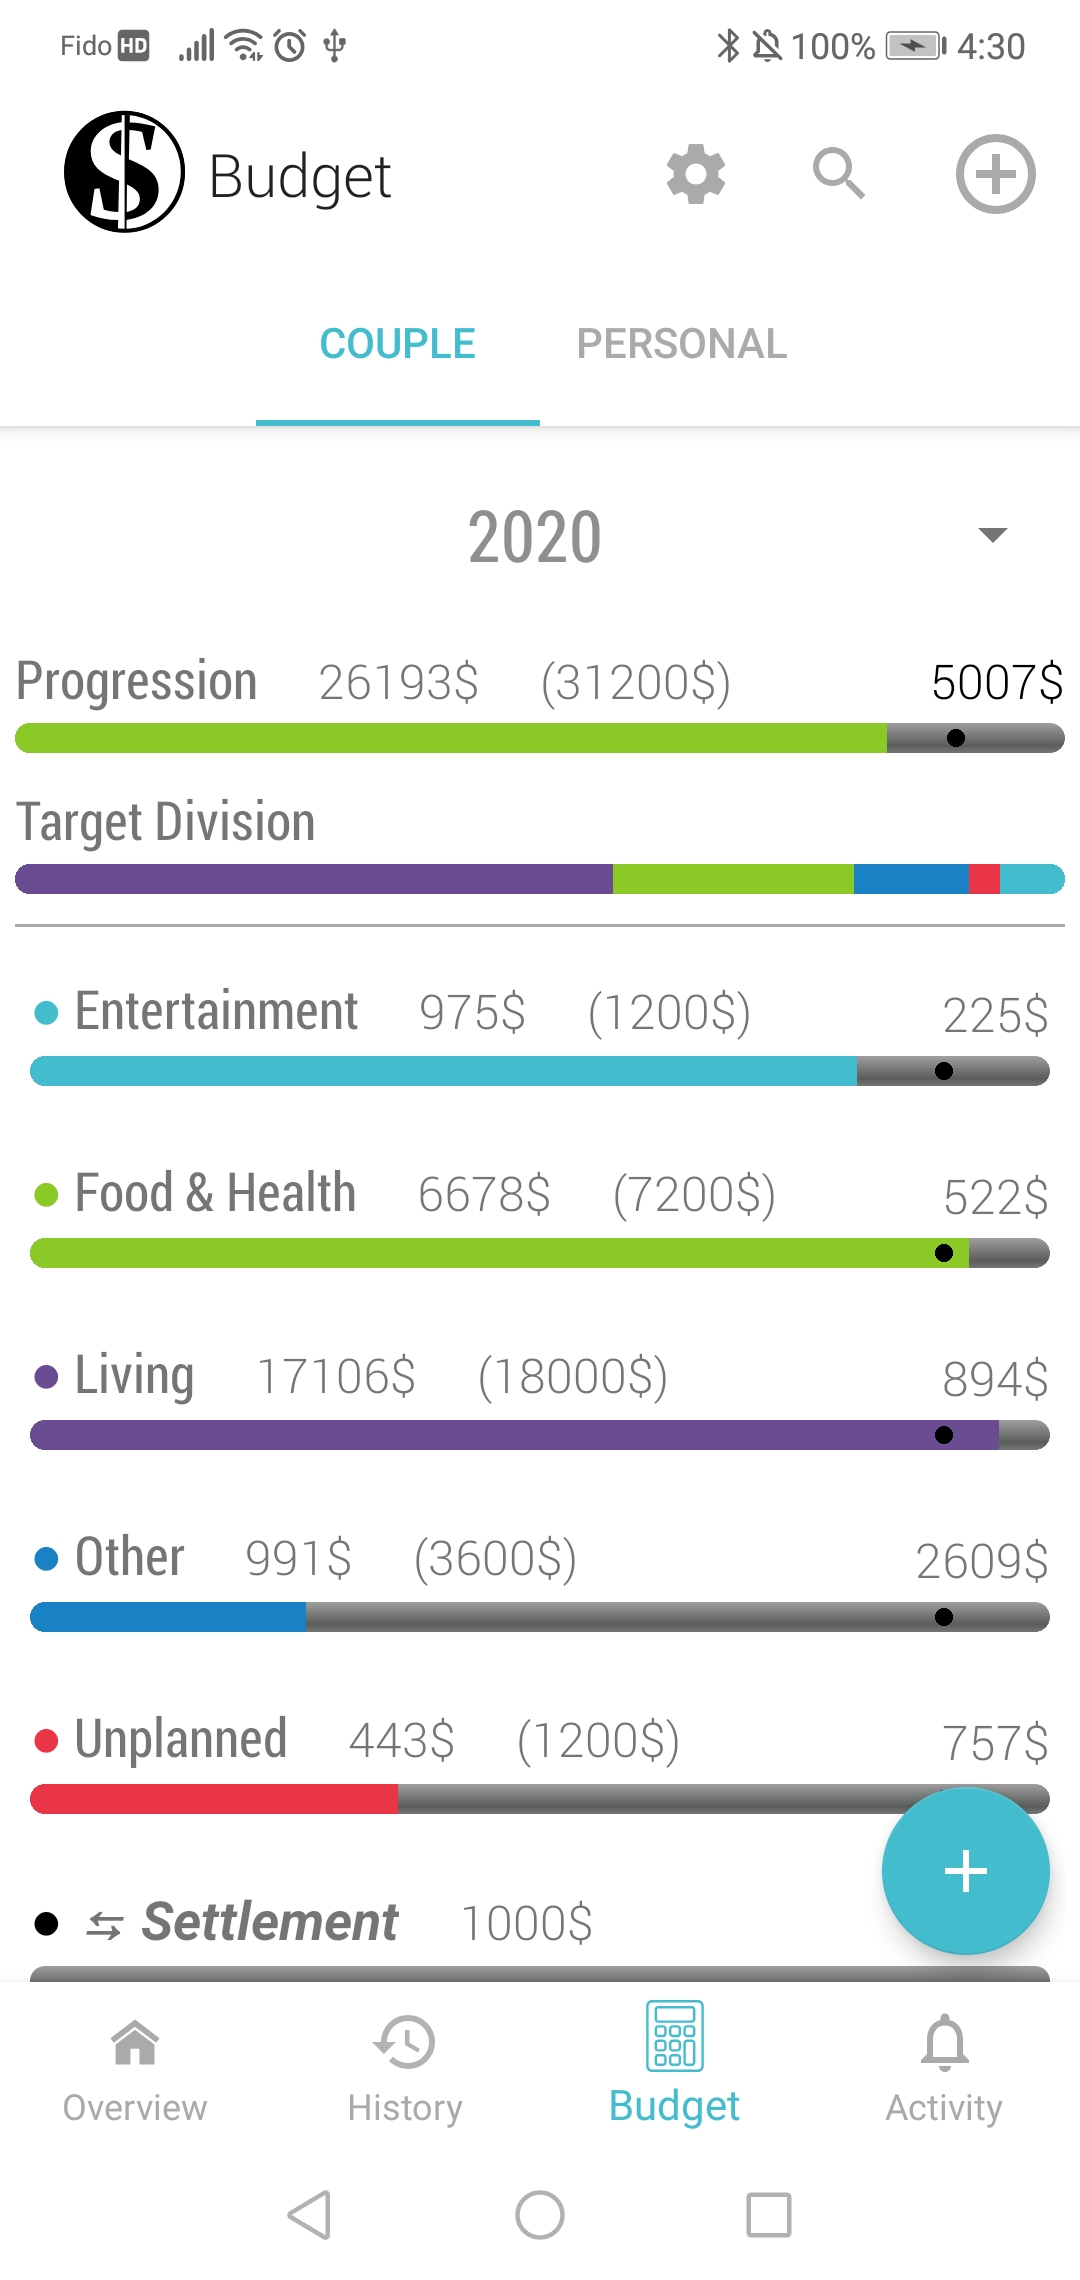 Fido HD 100% 4:30
$ Budget
COUPLE PERSONAL
2020
Progression 26193$ (31200$) 5007$
Target Division
Entertainment 975$ (1200$) 225$
Food & Health 6678$ (7200$) 522$
Living 17106$ (18000$) 894$
Other 991$ (3600$) 2609$
Unplanned 443$ (1200$) 757$
Settlement 1000$
Overview History Budget Activity